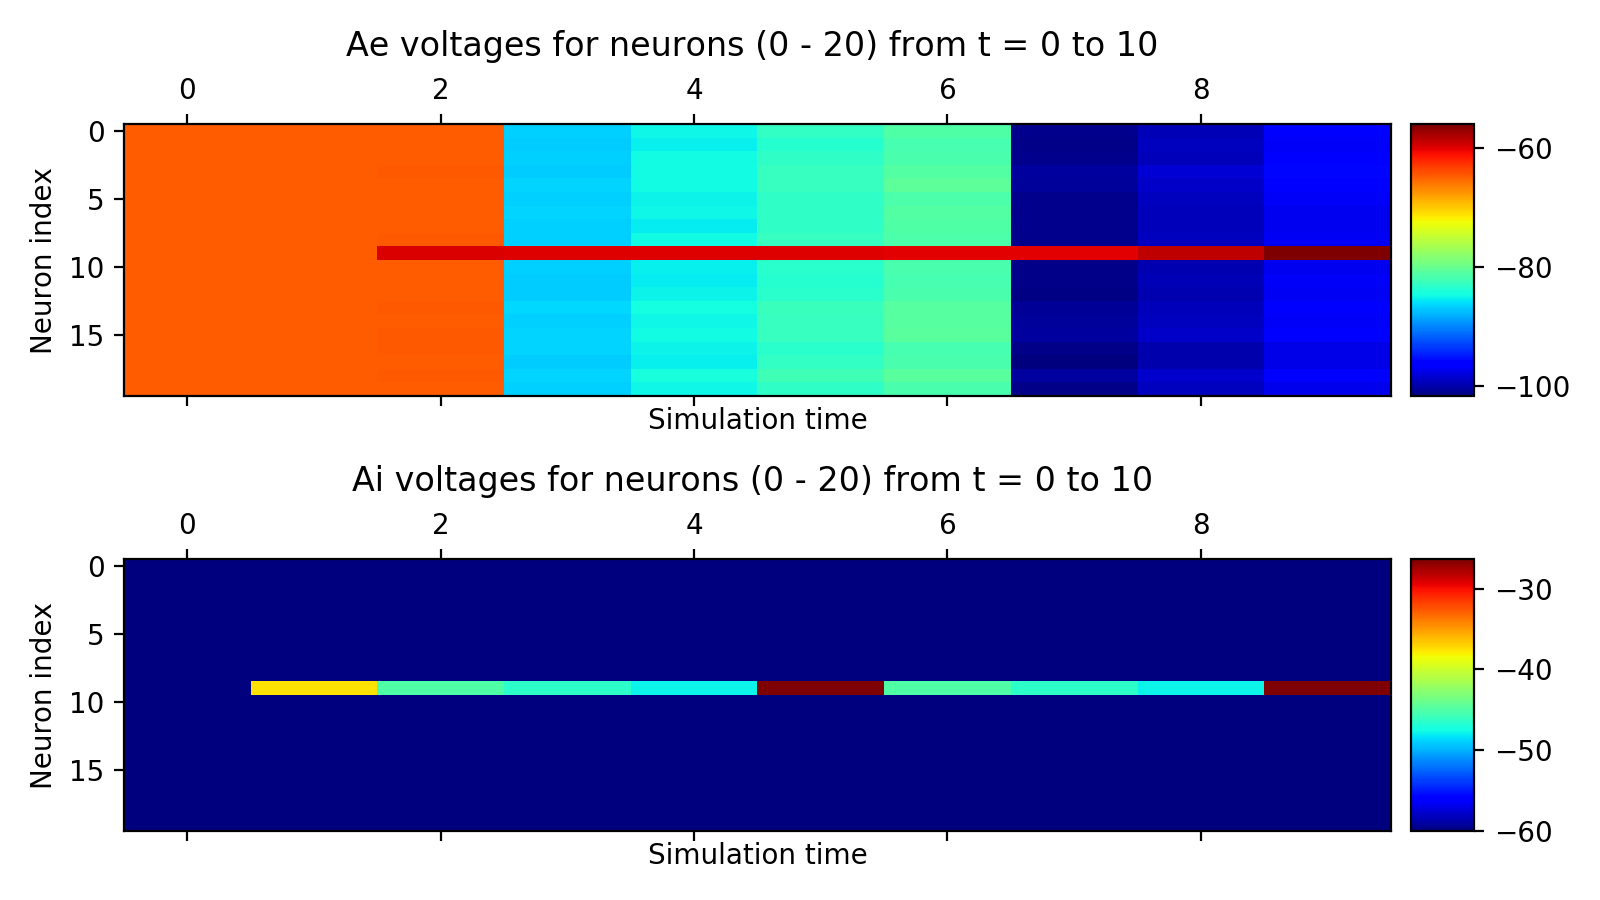 Ae voltages for neurons (0 - 20) from t = 0 to 10
0 2 4 6 8
Neuron index
0
5
10
15
−60
−80
−100
Simulation time
Ai voltages for neurons (0 - 20) from t = 0 to 10
0 2 4 6 8
Neuron index
0
5
10
15
−30
−40
−50
−60
Simulation time